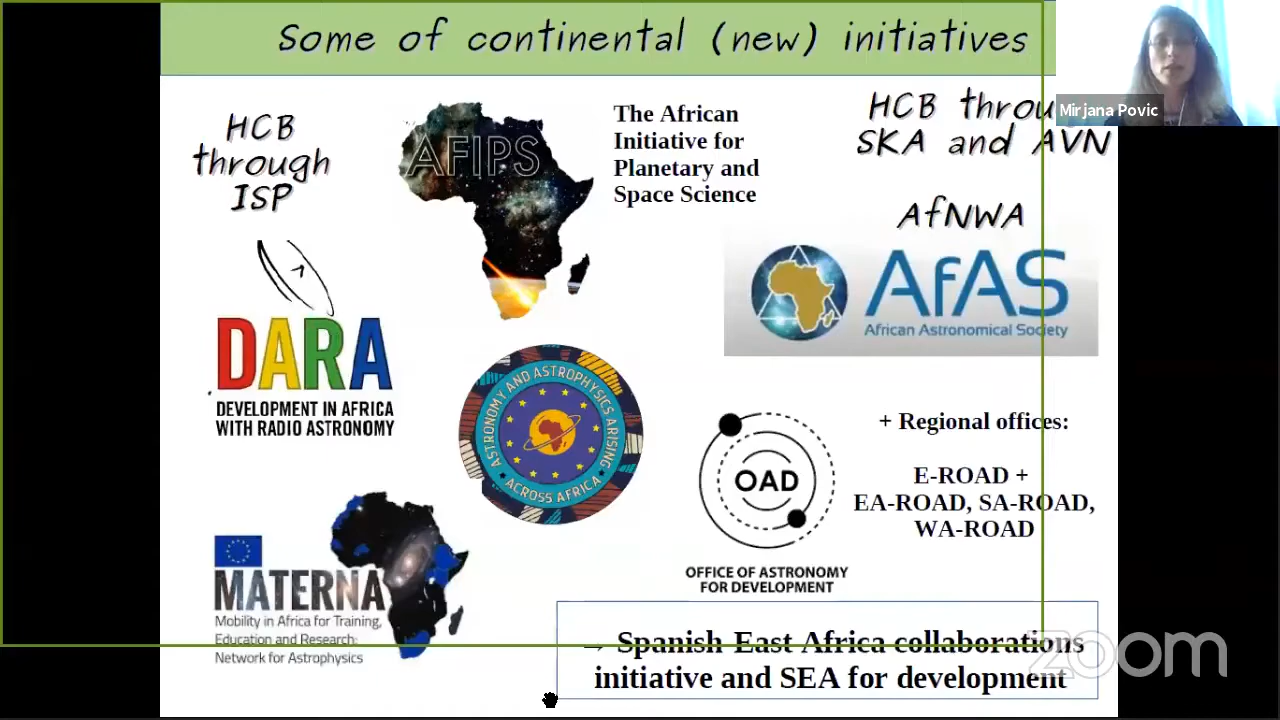 Some of continental (new) initiatives
Mirjana Povic
HCB
through
ISP
AFIPS
The African
Initiative for
Planetary and
Space Science
HCB throu
SKA and AVN
AfNWA
AfAS
African Astronomical Society
DARA
DEVELOPMENT IN AFRICA
WITH RADIO ASTRONOMY
ASTRONOMY AND ASTROPHYSICS ARISING
ACROSS AFRICA
OAD
OFFICE OF ASTRONOMY
FOR DEVELOPMENT
+ Regional offices:
E-ROAD +
EA-ROAD, SA-ROAD,
WA-ROAD
MATERNA
Mobility in Africa for Training,
Education and Research:
Network for Astrophysics
→ Spanish-East Africa collaborations
initiative and SEA for development
zoom